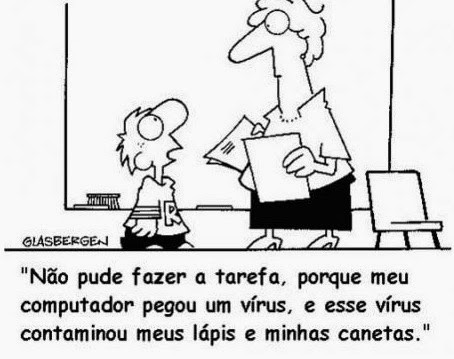 R
GLASBERGEN
"Não pude fazer a tarefa, porque meu
computador pegou um vírus, e esse vírus
contaminou meus lápis e minhas canetas."